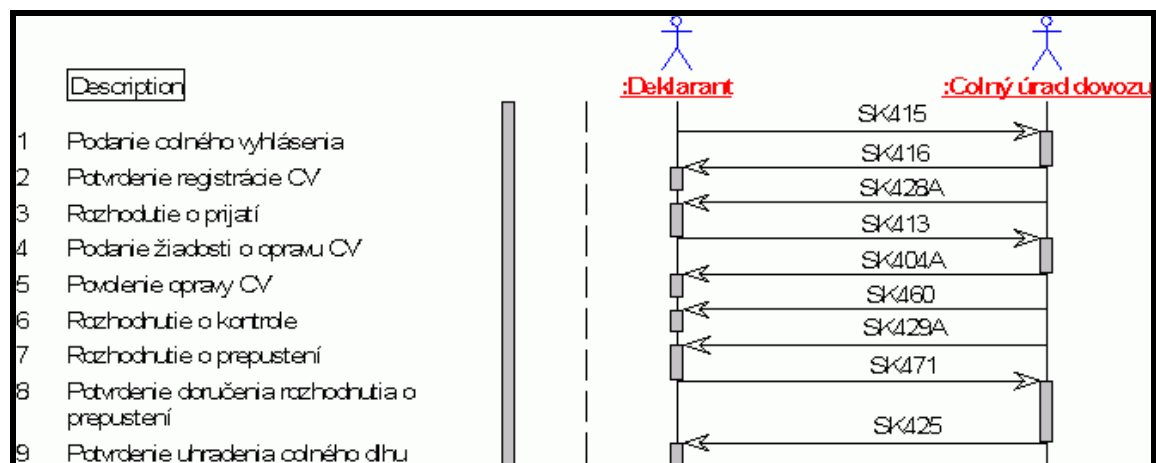 Description
:Deklarant
:Colný úrad dovozu
SK415
1 Podanie colného vyhlásenia
SK416
2 Potvrdenie registrácie CV
SK428A
3 Rozhodutie o prijatí
SK413
4 Podanie žiadosti o opravu CV
SK404A
5 Povolenie opravy CV
SK460
6 Rozhodnutie o kontrole
SK429A
7 Rozhodnutie o prepustení
SK471
8 Potvrdenie doručenia rozhodnutia o
prepustení
SK425
9 Potvrdenie uhradenia colného dlhu